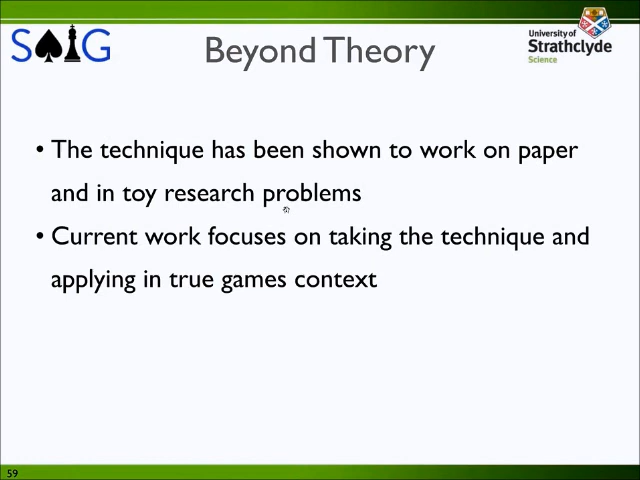 S♠♟G
Beyond Theory
University of
Strathclyde
Science
• The technique has been shown to work on paper
and in toy research problems
• Current work focuses on taking the technique and
applying in true games context
59